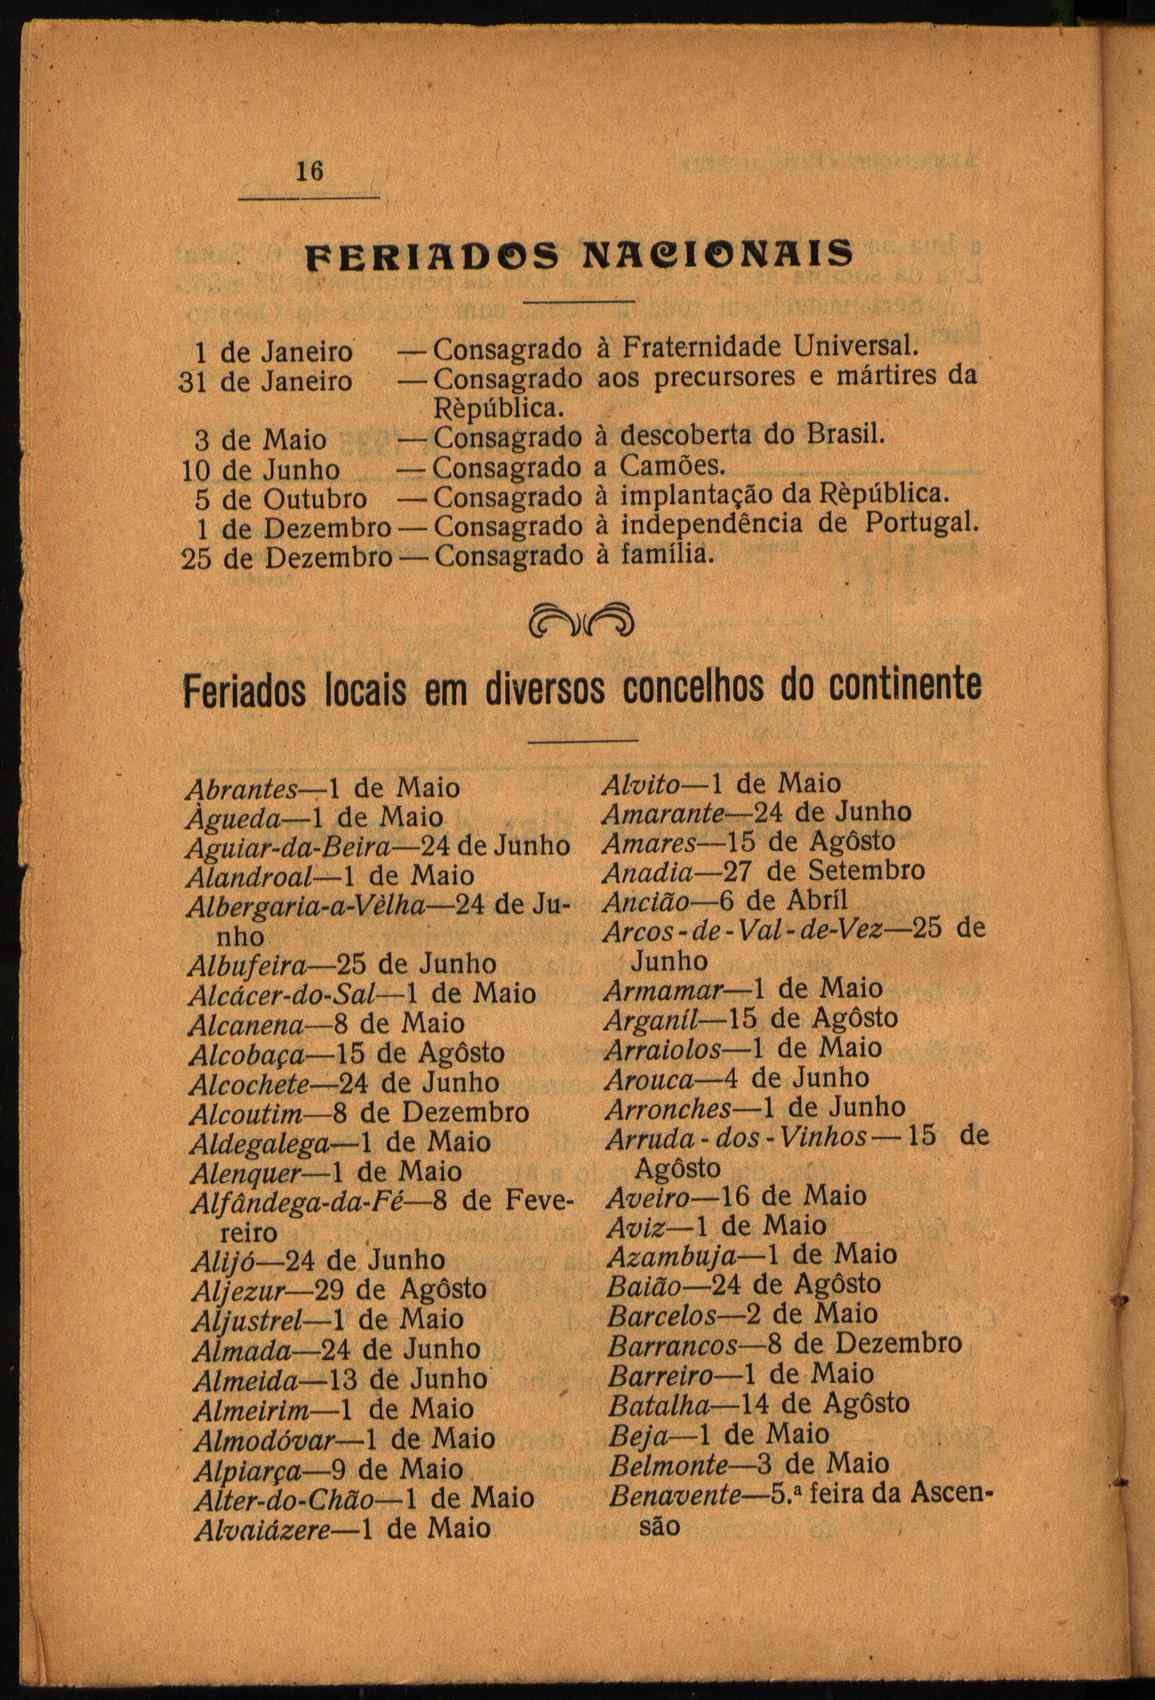 16
FERIADOS NACIONAIS
1 de Janeiro — Consagrado à Fraternidade Universal.
31 de Janeiro — Consagrado aos precursores e mártires da
Rèpública.
3 de Maio — Consagrado à descoberta do Brasil.
10 de Junho — Consagrado a Camões.
5 de Outubro — Consagrado à implantação da Rèpública.
1 de Dezembro — Consagrado à independência de Portugal.
25 de Dezembro — Consagrado à família.
Feriados locais em diversos concelhos do continente
Abrantes—1 de Maio
Àgueda—1 de Maio
Aguiar-da-Beira—24 de Junho
Alandroal—1 de Maio
Albergaria-a-Vèlha—24 de Ju-
nho
Albufeira—25 de Junho
Alcácer-do-Sal—1 de Maio
Alcanena—8 de Maio
Alcobaça—15 de Agôsto
Alcochete—24 de Junho
Alcoutim—8 de Dezembro
Aldegalega—1 de Maio
Alenquer—1 de Maio
Alfândega-da-Fé—8 de Feve-
reiro
Alijó—24 de Junho
Aljezur—29 de Agôsto
Aljustrel—1 de Maio
Almada—24 de Junho
Almeida—13 de Junho
Almeirim—1 de Maio
Almodóvar—1 de Maio
Alpiarça—9 de Maio
Alter-do-Chão—1 de Maio
Alvaiázere—1 de Maio
Alvito—1 de Maio
Amarante—24 de Junho
Amares—15 de Agôsto
Anadia—27 de Setembro
Ancião—6 de Abríl
Arcos-de-Val-de-Vez—25 de
Junho
Armamar—1 de Maio
Arganíl—15 de Agôsto
Arraiolos—1 de Maio
Arouca—4 de Junho
Arronches—1 de Junho
Arruda-dos-Vinhos—15 de
Agôsto
Aveiro—16 de Maio
Aviz—1 de Maio
Azambuja—1 de Maio
Baião—24 de Agôsto
Barcelos—2 de Maio
Barrancos—8 de Dezembro
Barreiro—1 de Maio
Batalha—14 de Agôsto
Beja—1 de Maio
Belmonte—3 de Maio
Benavente—5.ª feira da Ascen-
são